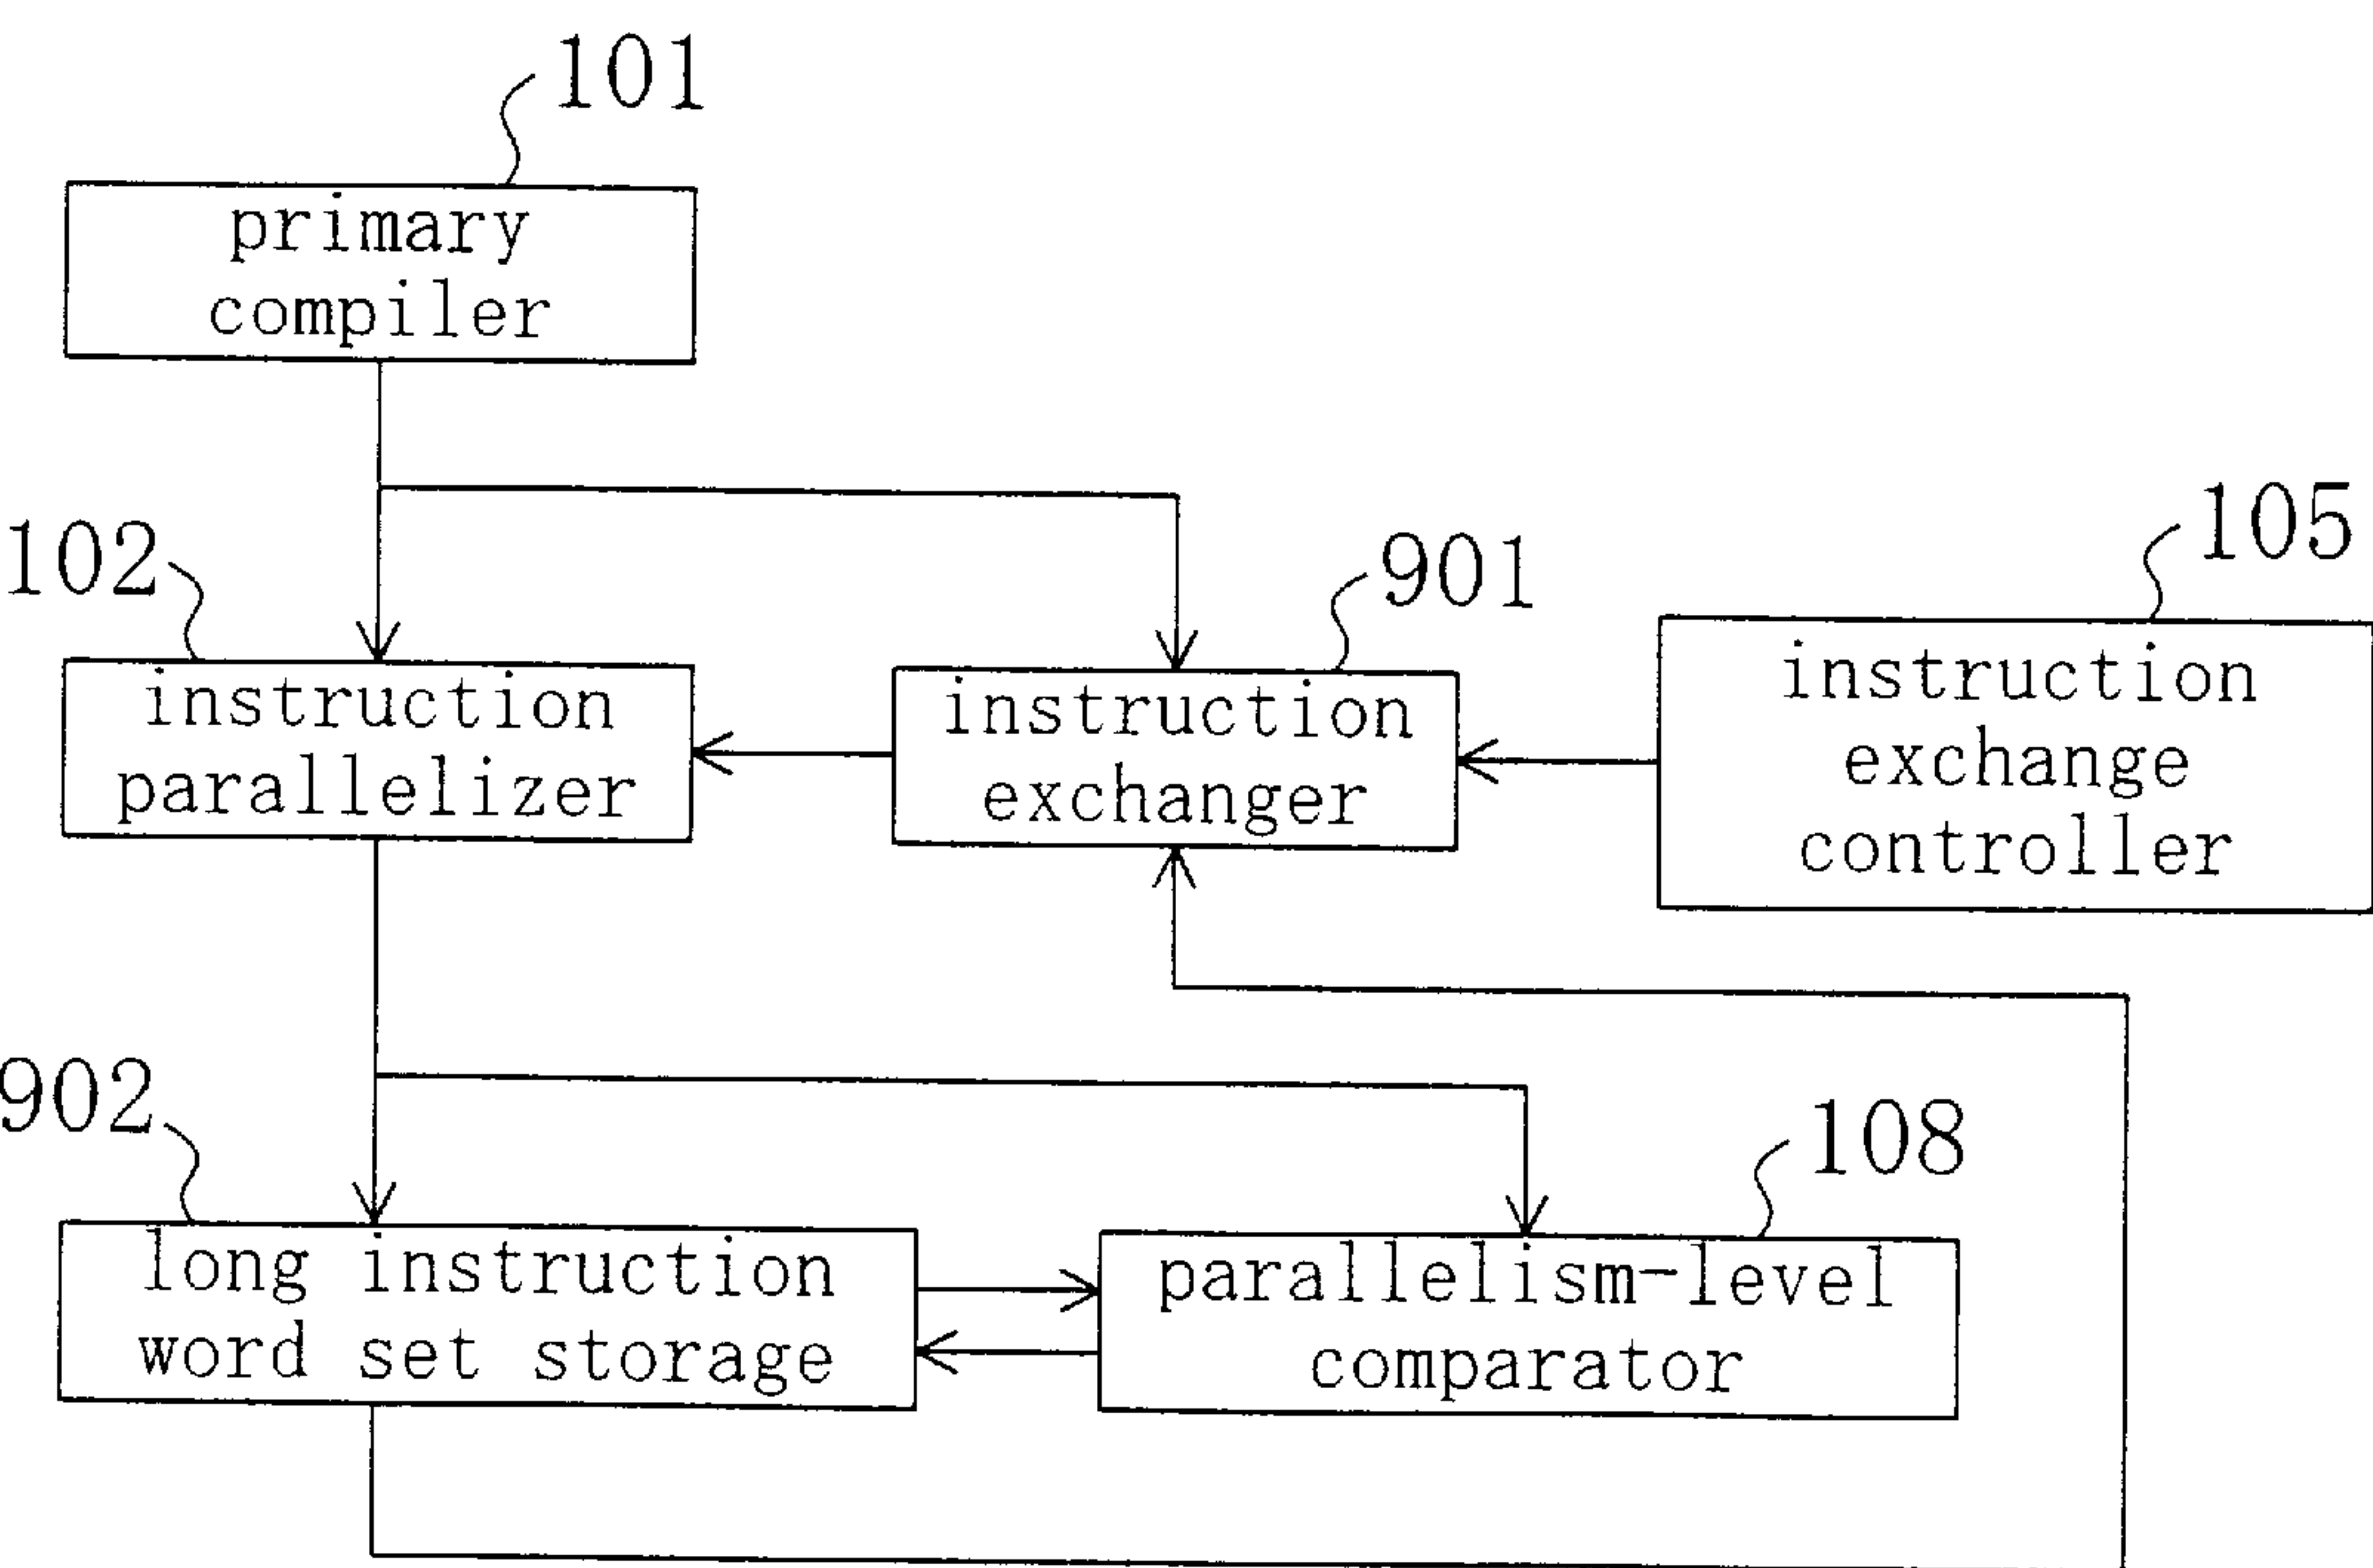 101
primary
compiler
102
901
105
instruction
parallelizer
instruction
exchanger
instruction
exchange
controller
902
108
long instruction
word set storage
parallelism-level
comparator